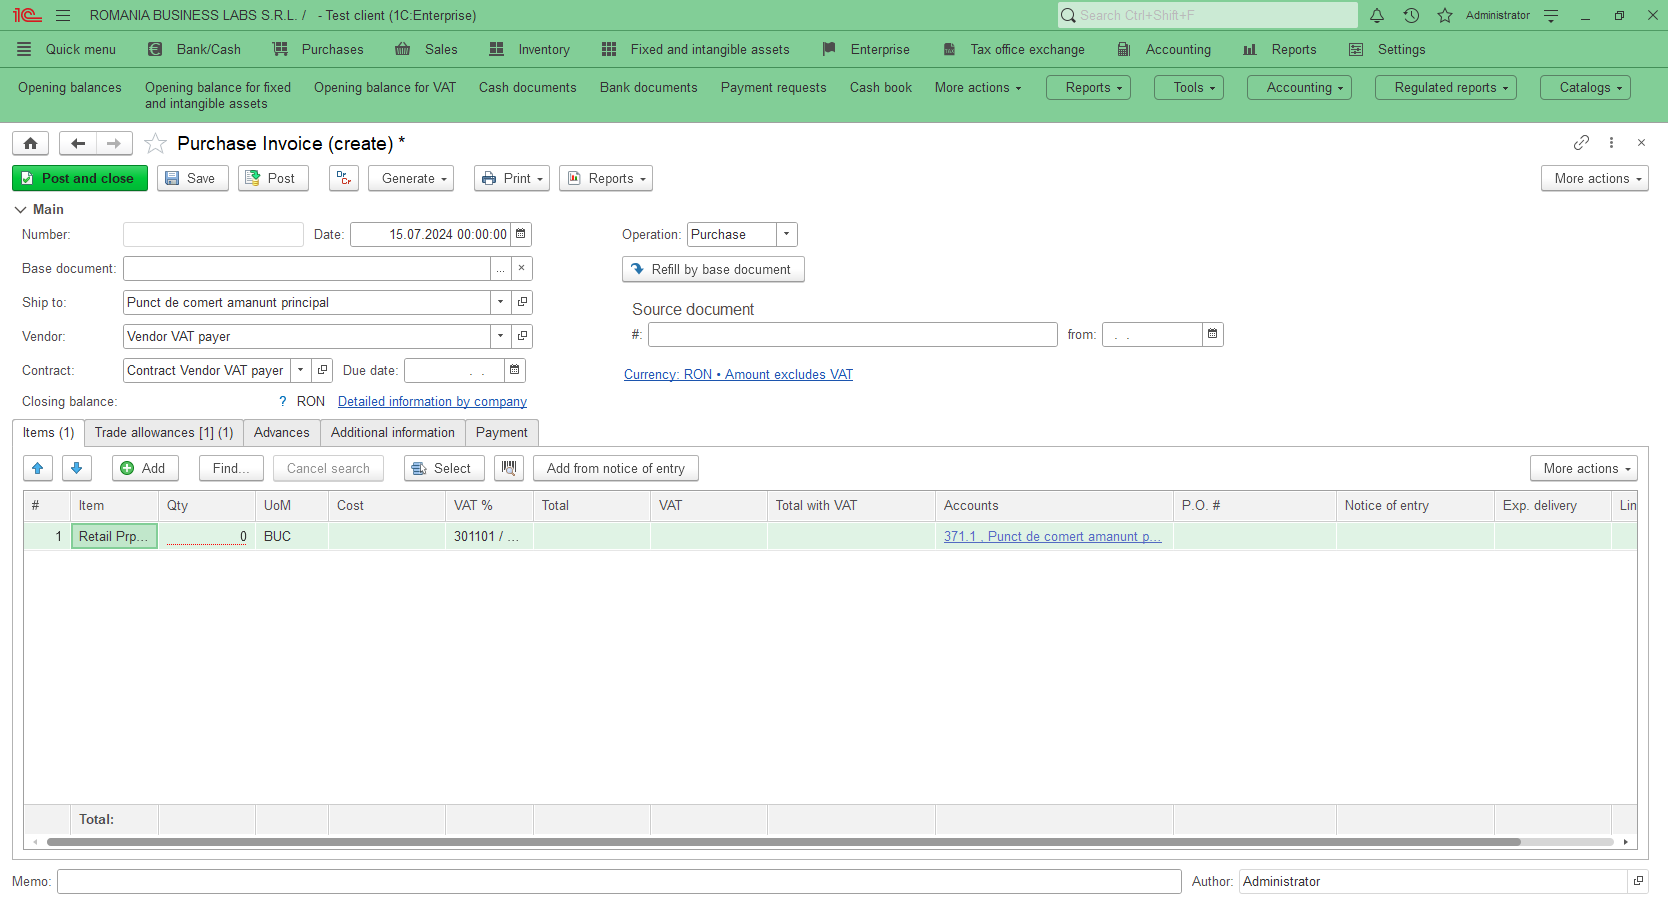 ROMANIA BUSINESS LABS S.R.L. /   - Test client (1C:Enterprise)
Search Ctrl+Shift+F
Administrator
Quick menu
Bank/Cash
Purchases
Sales
Inventory
Fixed and intangible assets
Enterprise
Tax office exchange
Accounting
Reports
Settings
Opening balances
Opening balance for fixed
and intangible assets
Opening balance for VAT
Cash documents
Bank documents
Payment requests
Cash book
More actions
Reports
Tools
Accounting
Regulated reports
Catalogs
Purchase Invoice (create) *
Post and close
Save
Post
Dr
Cr
Generate
Print
Reports
More actions
Main
Number:
Date: 15.07.2024 00:00:00
Operation: Purchase
Base document:
...
Refill by base document
Ship to: Punct de comert amanunt principal
Source document
Vendor: Vendor VAT payer
#:
from: . .
Contract: Contract Vendor VAT payer
Due date: . .
Currency: RON • Amount excludes VAT
Closing balance: ? RON Detailed information by company
Items (1)
Trade allowances [1] (1)
Advances
Additional information
Payment
Add
Find...
Cancel search
Select
Add from notice of entry
More actions
# Item Qty UoM Cost VAT % Total VAT Total with VAT Accounts P.O. # Notice of entry Exp. delivery Lin
1 Retail Prp... 0 BUC 301101 / ... 371.1 , Punct de comert amanunt p...
Total:
Memo:
Author: Administrator